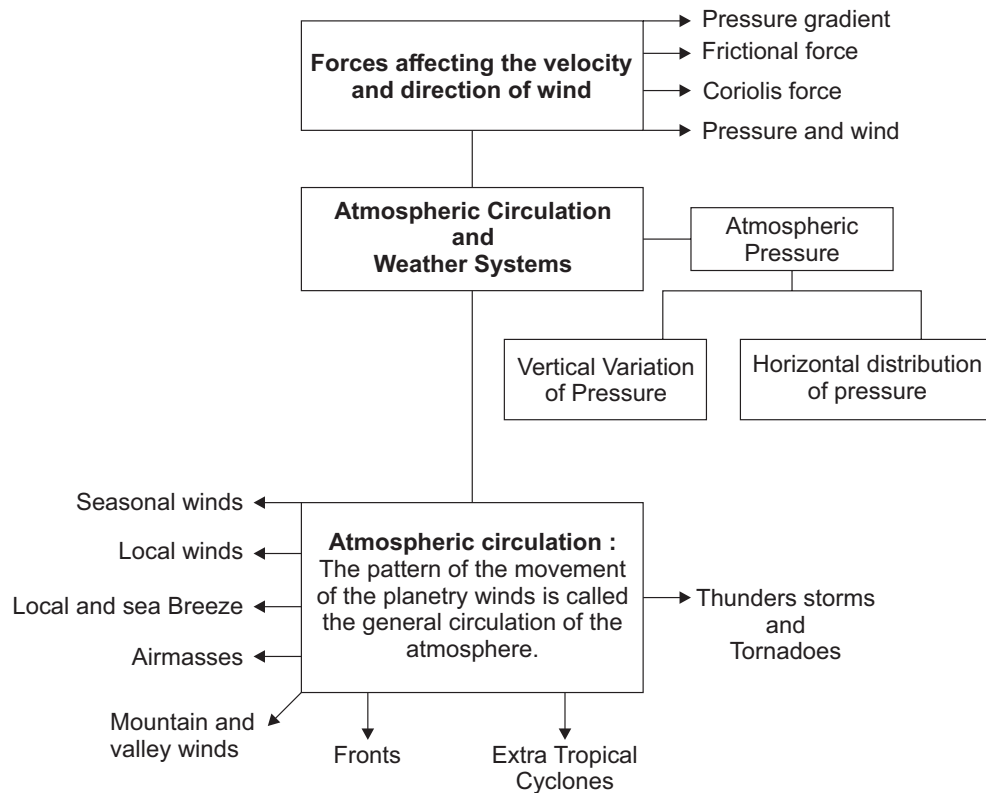 Pressure gradient
Frictional force
Forces affecting the velocity
and direction of wind
Coriolis force
Pressure and wind
Atmospheric Circulation
and
Weather Systems
Atmospheric
Pressure
Vertical Variation
of Pressure
Horizontal distribution
of pressure
Seasonal winds
Local winds
Local and sea Breeze
Airmasses
Mountain and
valley winds
Atmospheric circulation :
The pattern of the movement
of the planetry winds is called
the general circulation of the
atmosphere.
Thunders storms
and
Tornadoes
Fronts
Extra Tropical
Cyclones